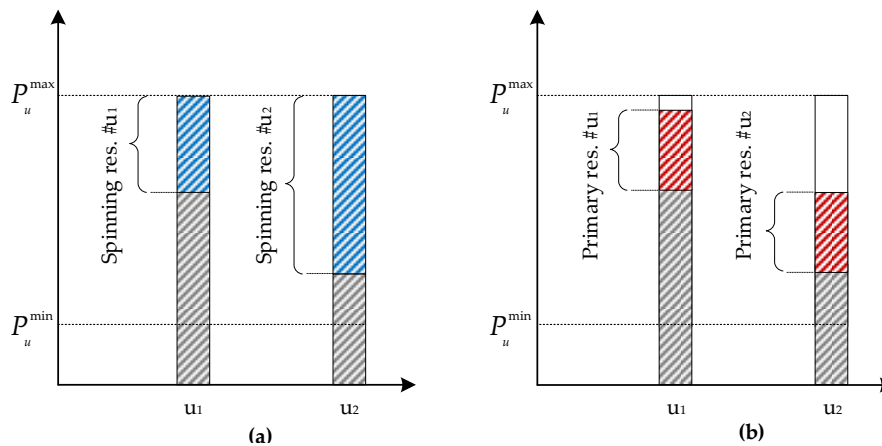 P_u^max
Spinning res. #u₁
Spinning res. #u₂
P_u^min
u₁
u₂
(a)
P_u^max
Primary res. #u₁
Primary res. #u₂
P_u^min
u₁
u₂
(b)